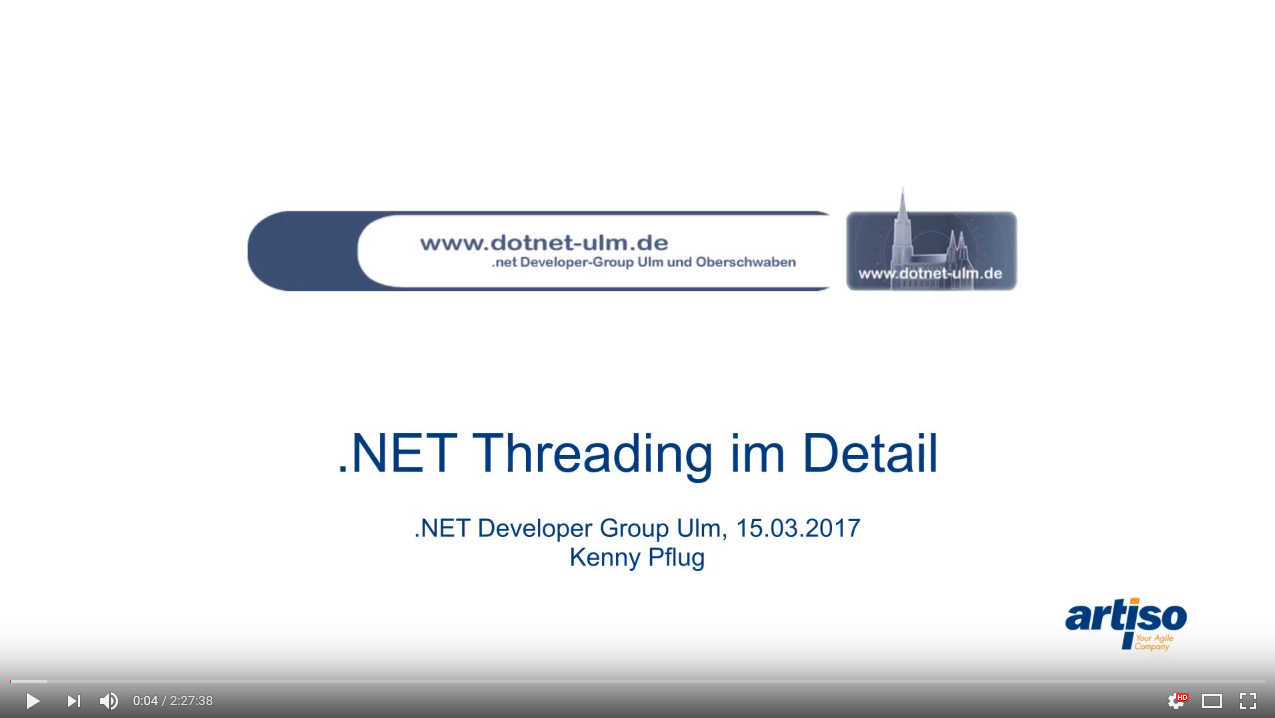 www.dotnet-ulm.de
.net Developer-Group Ulm und Oberschwaben
www.dotnet-ulm.de
.NET Threading im Detail
.NET Developer Group Ulm, 15.03.2017
Kenny Pflug
artiso
Your Agile
Company
0:04 / 2:27:38
HD